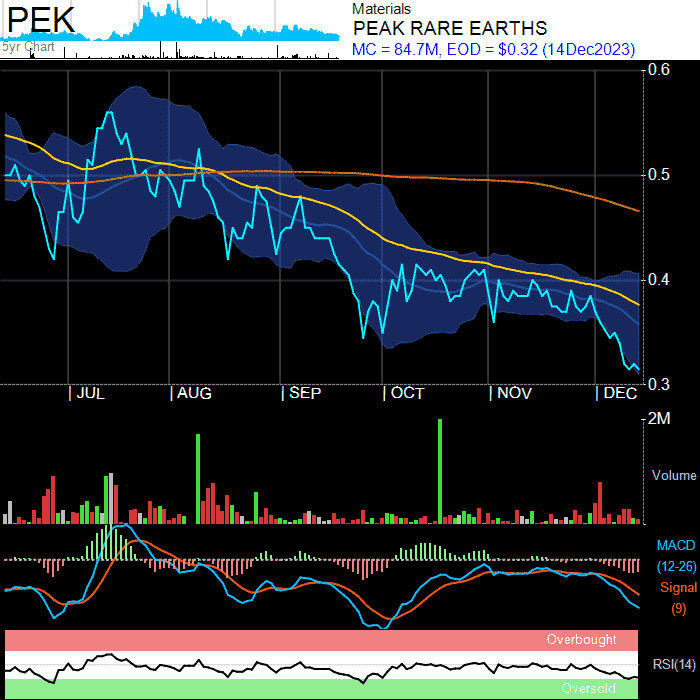 PEK
5yr Chart
Materials
PEAK RARE EARTHS
MC = 84.7M, EOD = $0.32 (14Dec2023)
0.6
0.5
0.4
0.3
JUL AUG SEP OCT NOV DEC
2M
Volume
MACD
(12-26)
Signal
(9)
Overbought
RSI(14)
Oversold